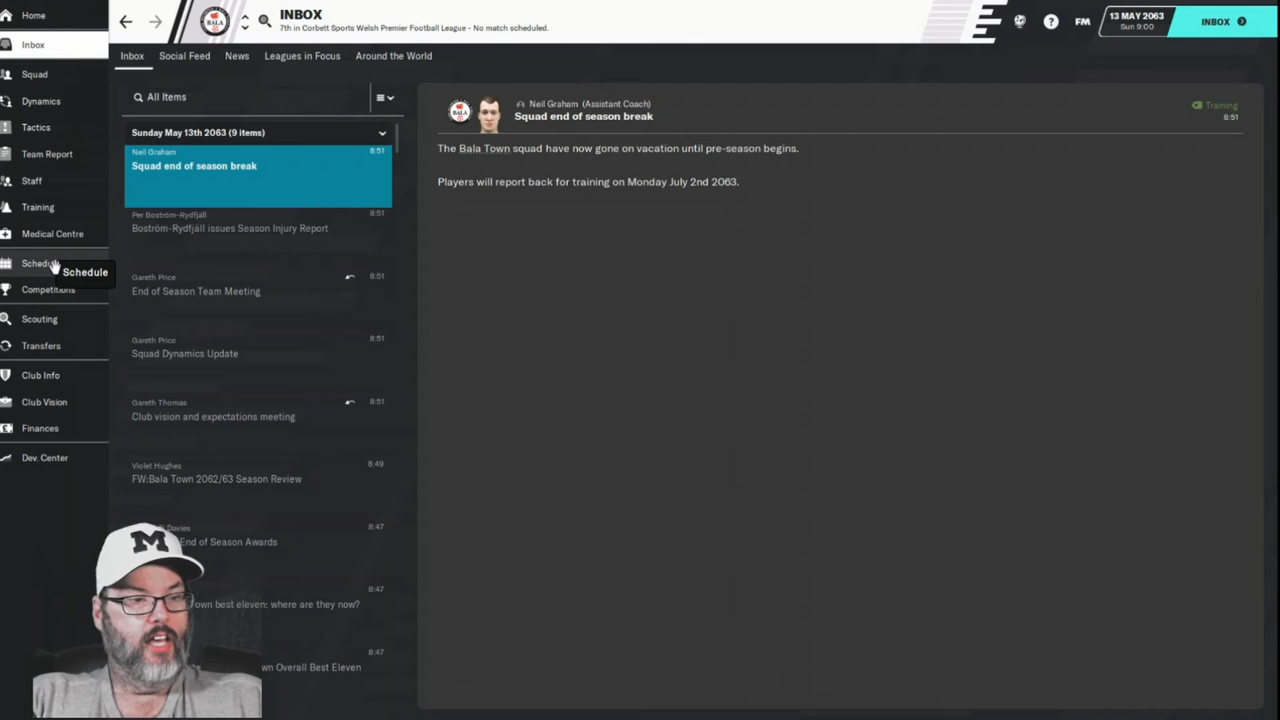 Home
Inbox
Squad
Dynamics
Tactics
Team Report
Staff
Training
Medical Centre
Schedule
Competitions
Scouting
Transfers
Club Info
Club Vision
Finances
Dev. Center
BALA
INBOX
7th in Corbett Sports Welsh Premier Football League - No match scheduled.
?
FM
13 MAY 2063
Sun 9:00
INBOX
Inbox
Social Feed
News
Leagues in Focus
Around the World
All Items
Sunday May 13th 2063 (9 items)
Neil Graham 8:51
Squad end of season break
Per Boström-Rydfjäll 8:51
Boström-Rydfjäll issues Season Injury Report
Gareth Price 8:51
End of Season Team Meeting
Gareth Price 8:51
Squad Dynamics Update
Gareth Thomas 8:51
Club vision and expectations meeting
Violet Hughes 8:49
FW:Bala Town 2062/63 Season Review
Davies 8:47
End of Season Awards
8:47
own best eleven: where are they now?
8:47
wn Overall Best Eleven
BALA
Neil Graham (Assistant Coach)
Squad end of season break
Training
8:51
The Bala Town squad have now gone on vacation until pre-season begins.
Players will report back for training on Monday July 2nd 2063.
M